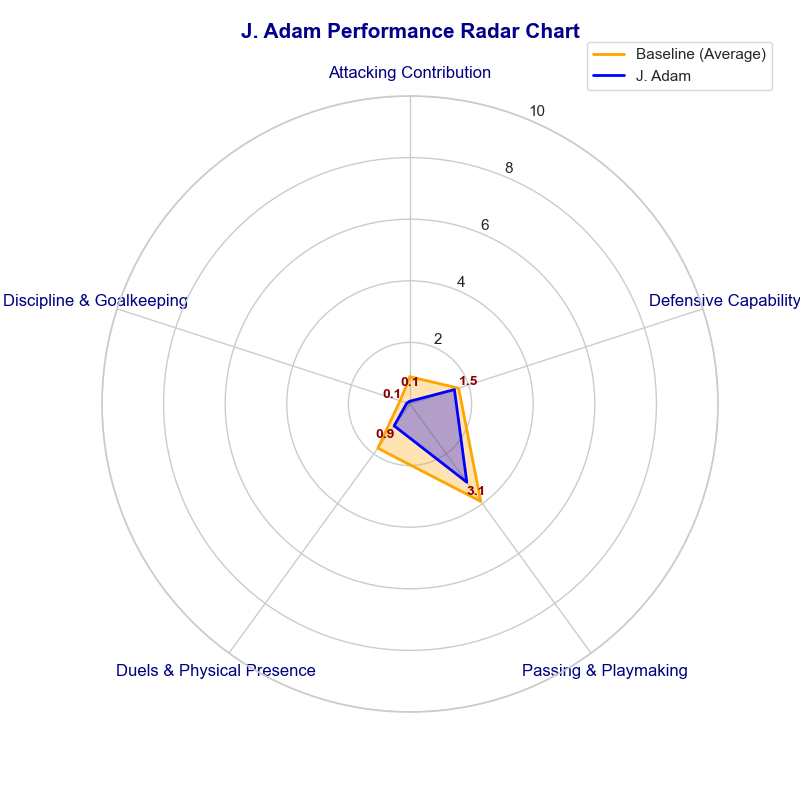 J. Adam Performance Radar Chart
Baseline (Average)
J. Adam
Attacking Contribution
10
8
6
4
2
Discipline & Goalkeeping
Defensive Capability
0.1
1.5
0.1
0.9
3.1
Duels & Physical Presence
Passing & Playmaking